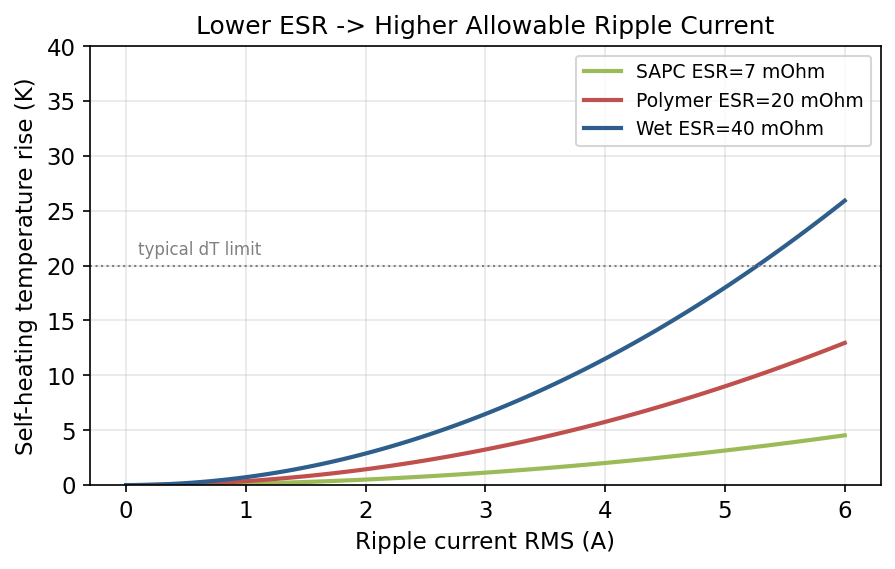 Lower ESR -> Higher Allowable Ripple Current
SAPC ESR=7 mOhm
Polymer ESR=20 mOhm
Wet ESR=40 mOhm
typical dT limit
Self-heating temperature rise (K)
40
35
30
25
20
15
10
5
0
0 1 2 3 4 5 6
Ripple current RMS (A)